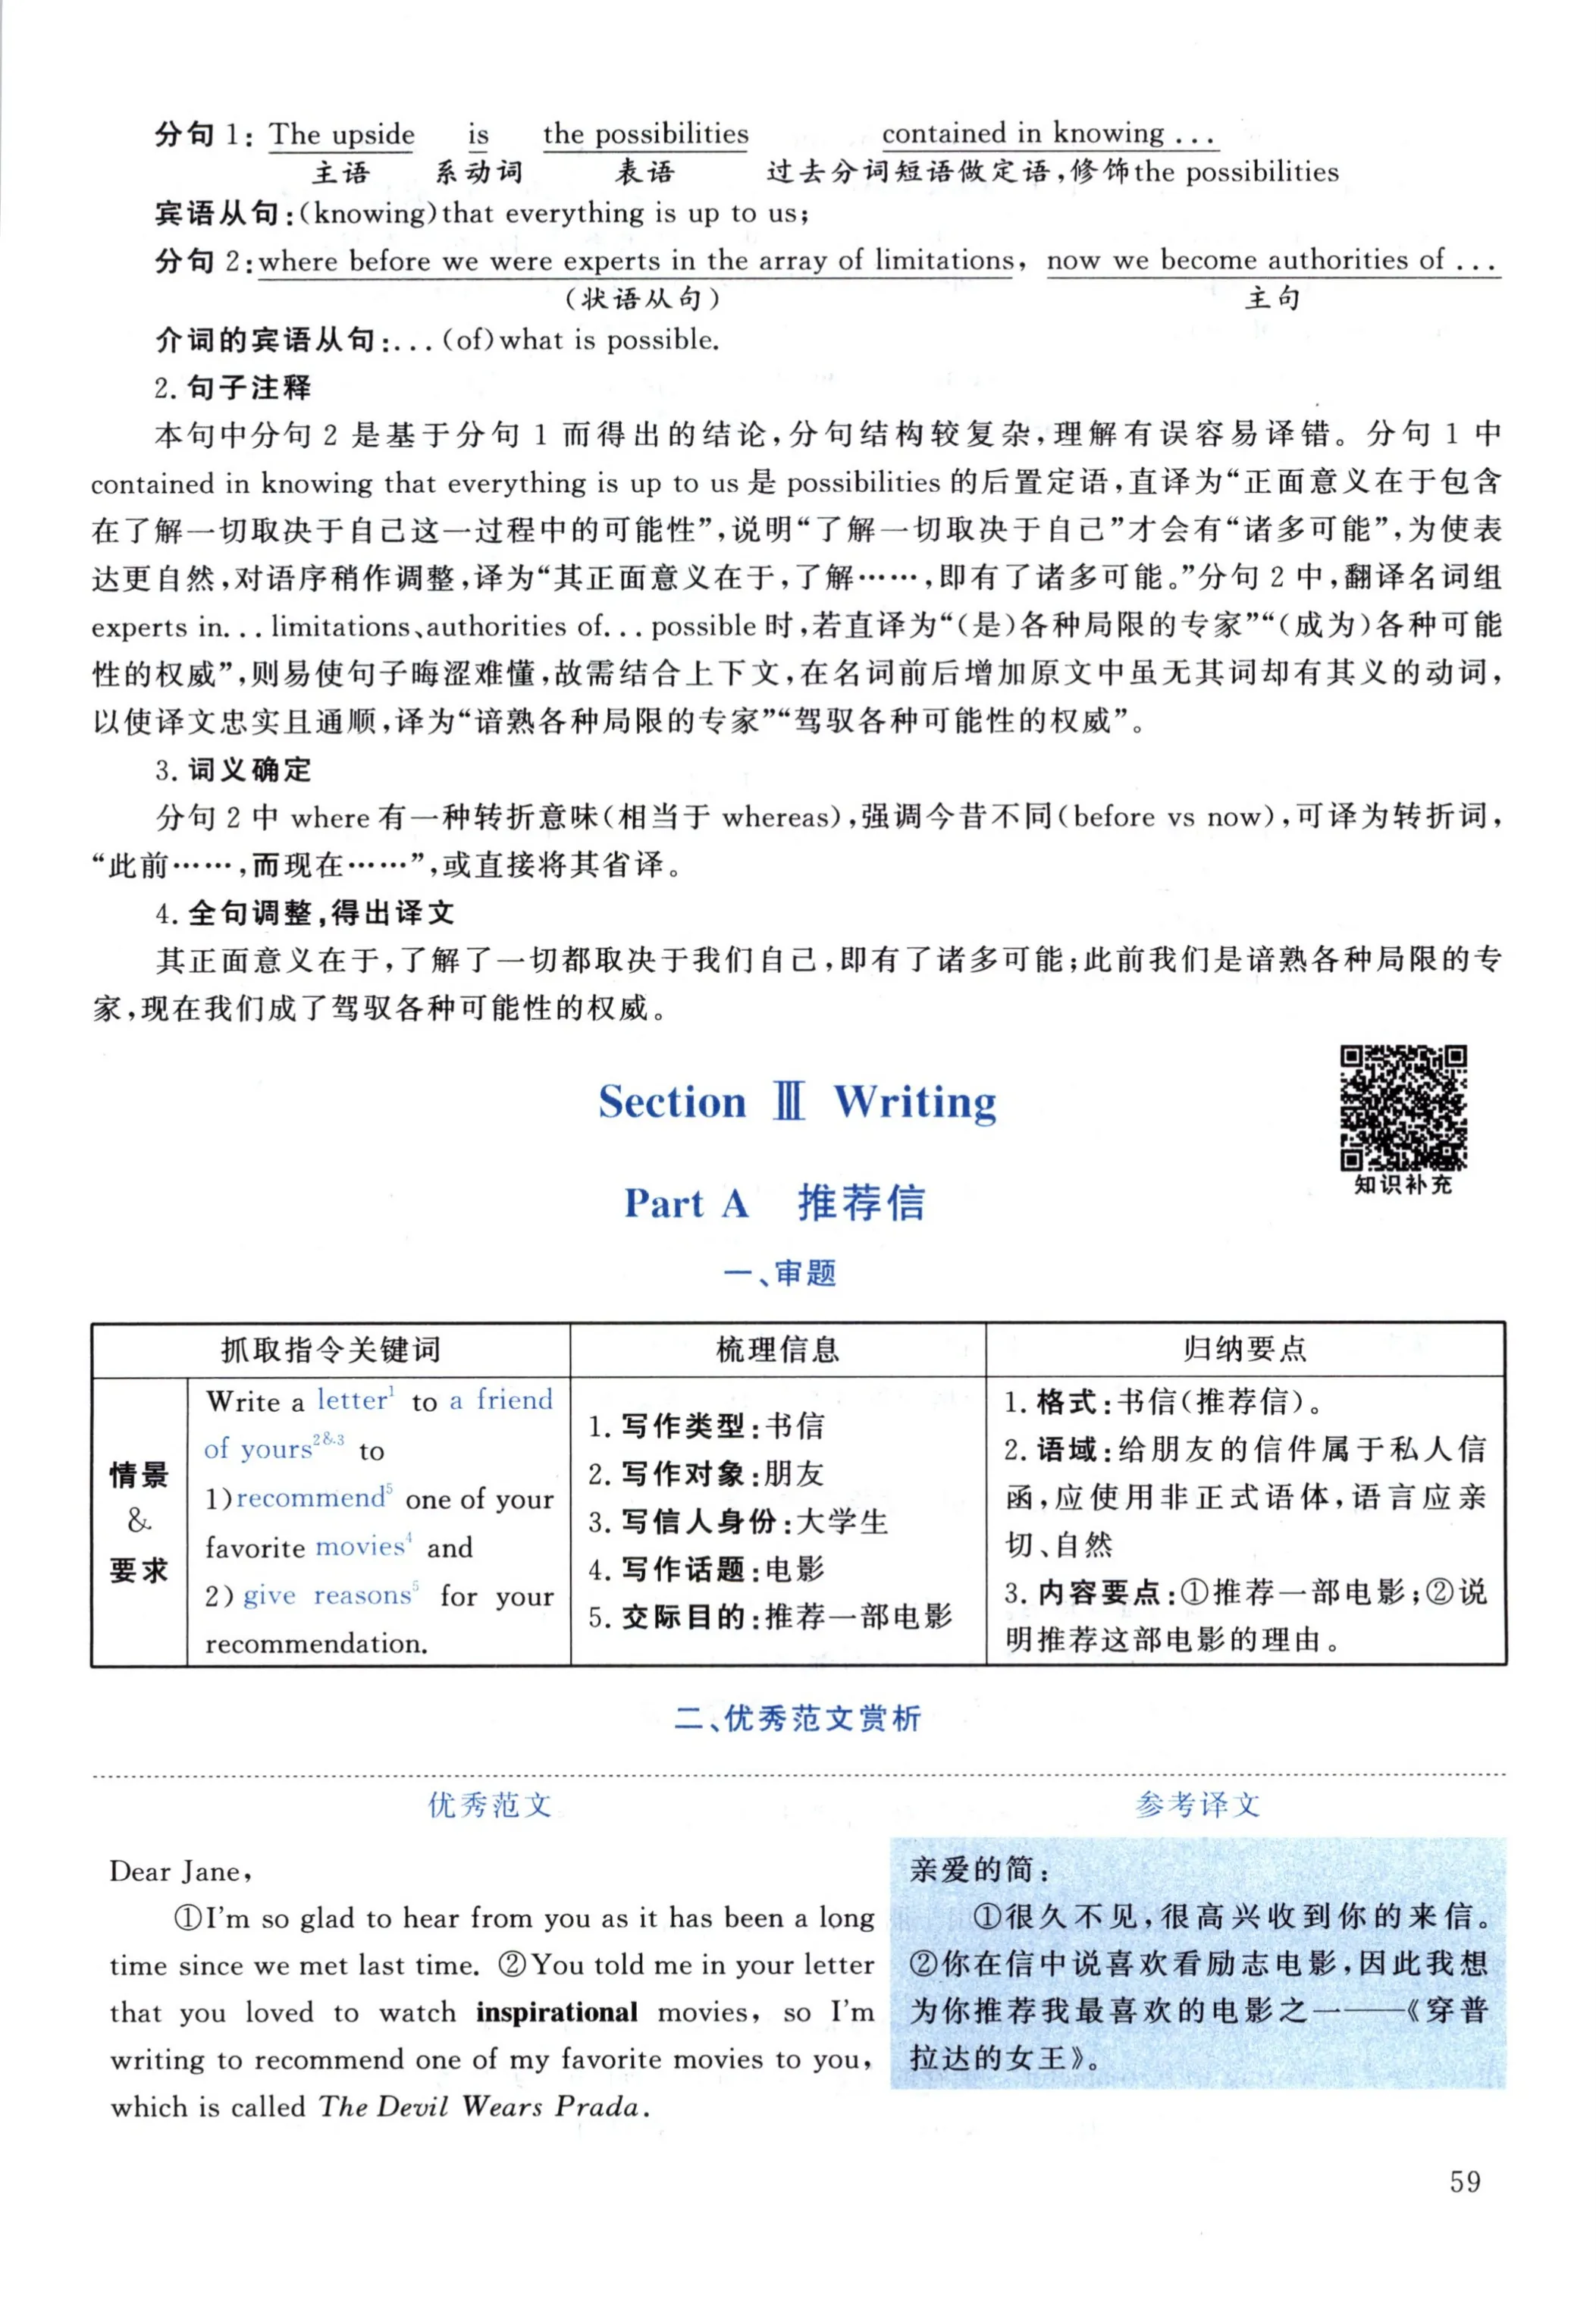 分句 1: The upside is the possibilities contained in knowing ...
主语 系动词 表语 过去分词短语做定语,修饰the possibilities
宾语从句:(knowing)that everything is up to us;
分句 2:where before we were experts in the array of limitations, now we become authorities of ...
(状语从句) 主句
介词的宾语从句:...(of)what is possible.
2. 句子注释
本句中分句 2 是基于分句 1 而得出的结论,分句结构较复杂,理解有误容易译错。分句 1 中
contained in knowing that everything is up to us 是 possibilities 的后置定语,直译为“正面意义在于包含
在了解一切取决于自己这一过程中的可能性”,说明“了解一切取决于自己”才会有“诸多可能”,为使表
达更自然,对语序稍作调整,译为“其正面意义在于,了解……,即有了诸多可能。”分句 2 中,翻译名词组
experts in... limitations、authorities of... possible 时,若直译为“(是)各种局限的专家”“(成为)各种可能
性的权威”,则易使句子晦涩难懂,故需结合上下文,在名词前后增加原文中虽无其词却有其义的动词,
以使译文忠实且通顺,译为“谙熟各种局限的专家”“驾驭各种可能性的权威”。
3. 词义确定
分句 2 中 where 有一种转折意味(相当于 whereas),强调今昔不同(before vs now),可译为转折词,
“此前……,而现在……”,或直接将其省译。
4. 全句调整,得出译文
其正面意义在于,了解了一切都取决于我们自己,即有了诸多可能;此前我们是谙熟各种局限的专
家,现在我们成了驾驭各种可能性的权威。
Section Ⅲ Writing
知识补充
Part A 推荐信
一、审题
抓取指令关键词 梳理信息 归纳要点
情景
&
要求
Write a letter¹ to a friend
of yours²&³ to
1)recommend⁵ one of your
favorite movies⁴ and
2) give reasons⁵ for your
recommendation.
1. 写作类型:书信
2. 写作对象:朋友
3. 写信人身份:大学生
4. 写作话题:电影
5. 交际目的:推荐一部电影
1. 格式:书信(推荐信)。
2. 语域:给朋友的信件属于私人信
函,应使用非正式语体,语言应亲
切、自然
3. 内容要点:①推荐一部电影;②说
明推荐这部电影的理由。
二、优秀范文赏析
优秀范文
Dear Jane,
①I'm so glad to hear from you as it has been a long
time since we met last time. ②You told me in your letter
that you loved to watch inspirational movies, so I'm
writing to recommend one of my favorite movies to you,
which is called The Devil Wears Prada.
参考译文
亲爱的简:
①很久不见,很高兴收到你的来信。
②你在信中说喜欢看励志电影,因此我想
为你推荐我最喜欢的电影之一——《穿普
拉达的女王》。
59